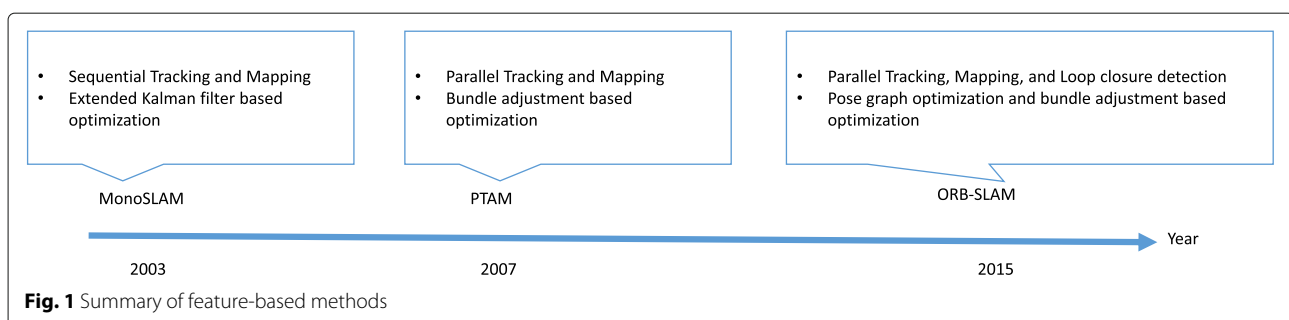 • Sequential Tracking and Mapping
• Extended Kalman filter based
optimization
• Parallel Tracking and Mapping
• Bundle adjustment based
optimization
• Parallel Tracking, Mapping, and Loop closure detection
• Pose graph optimization and bundle adjustment based
optimization
MonoSLAM
PTAM
ORB-SLAM
Year
2003
2007
2015
Fig. 1 Summary of feature-based methods